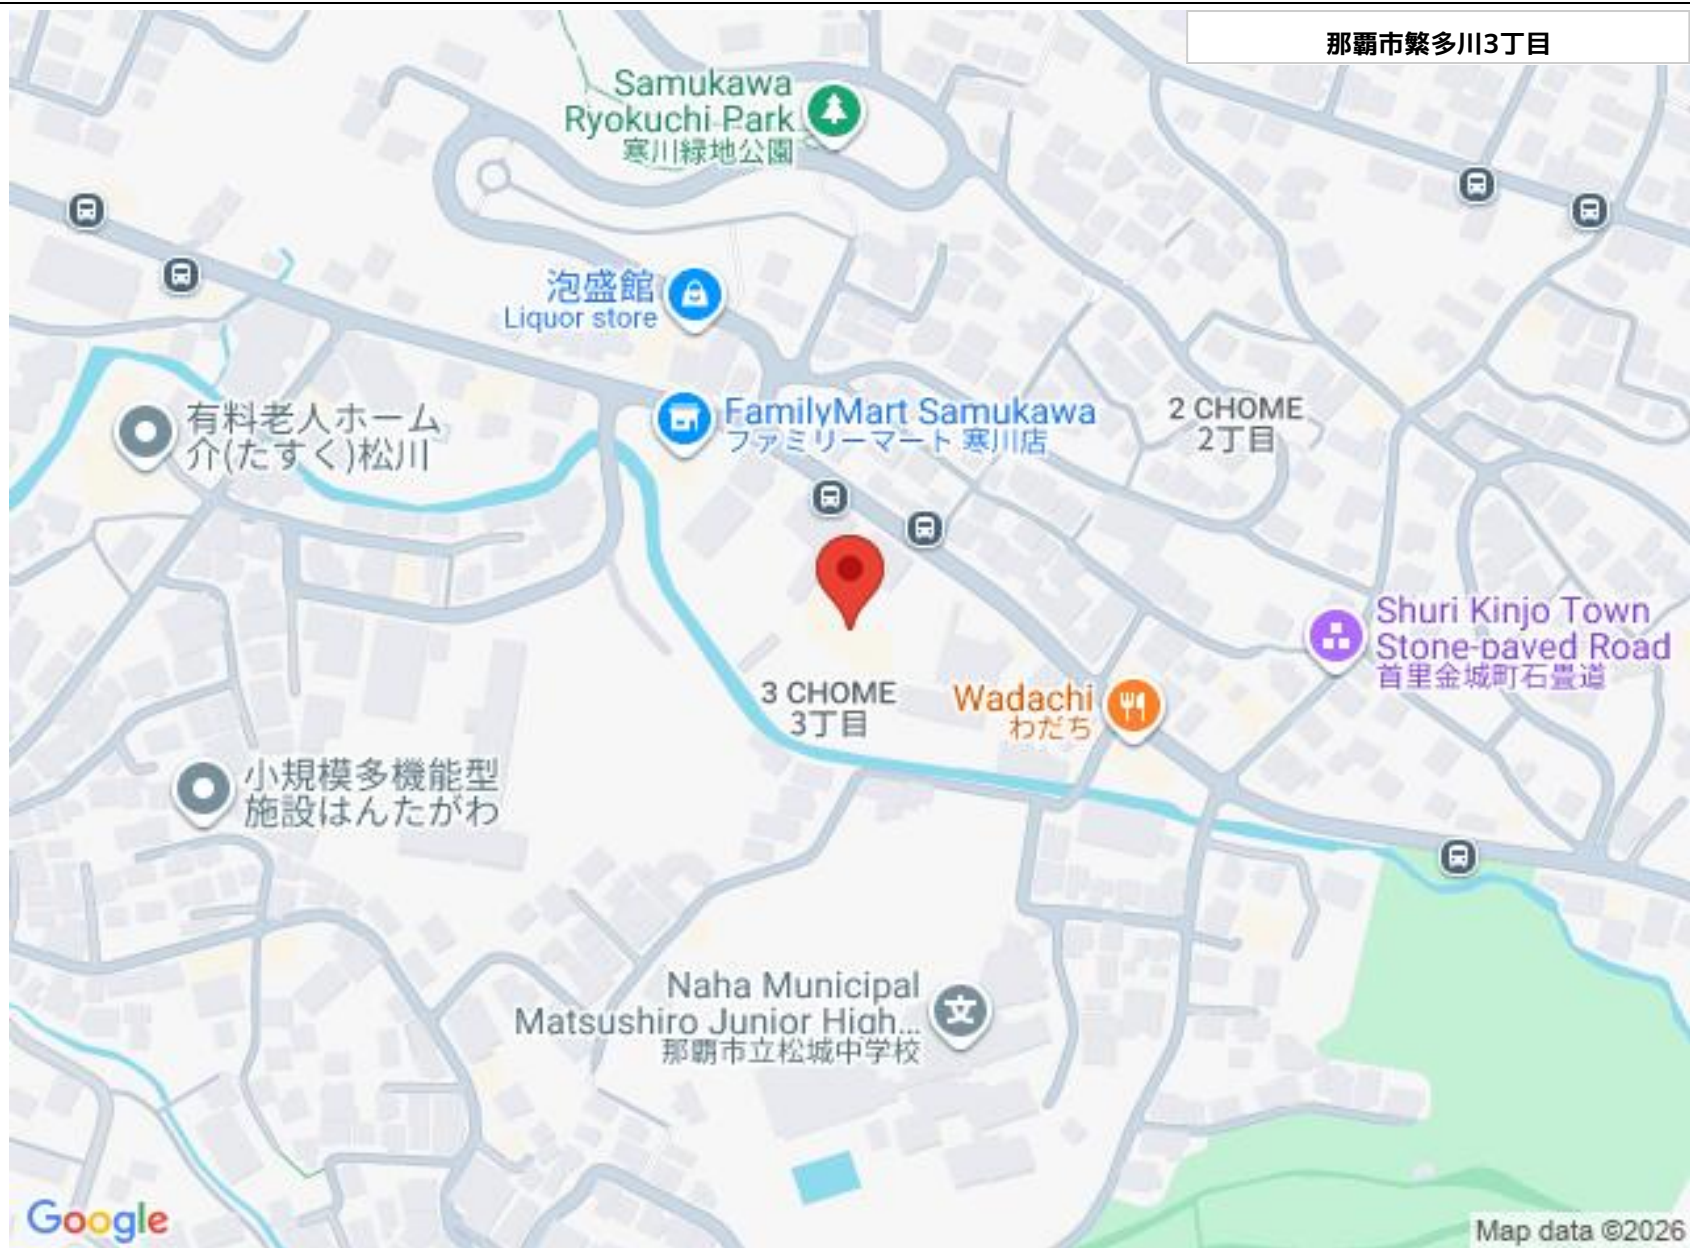 那覇市繁多川3丁目
Samukawa
Ryokuchi Park
寒川緑地公園
泡盛館
Liquor store
FamilyMart Samukawa
ファミリーマート 寒川店
2 CHOME
2丁目
有料老人ホーム
介(たすく)松川
Shuri Kinjo Town
Stone-paved Road
首里金城町石畳道
3 CHOME
3丁目
Wadachi
わだち
小規模多機能型
施設はんたがわ
Naha Municipal
Matsushiro Junior High...
那覇市立松城中学校
文
Google
Map data ©2026